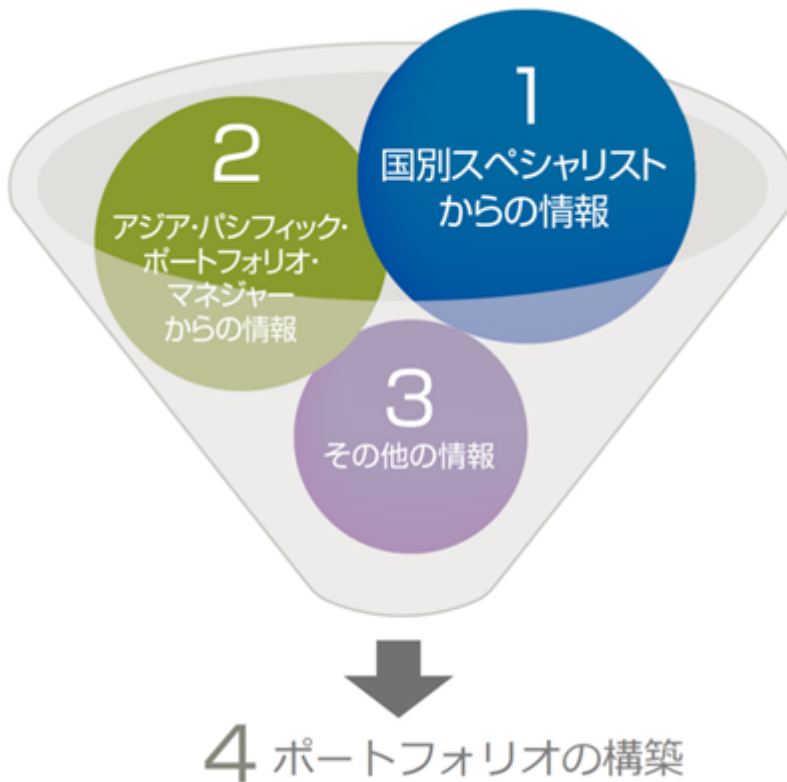 1
国別スペシャリスト
からの情報
2
アジア・パシフィック・
ポートフォリオ・
マネジャー
からの情報
3
その他の情報
4 ポートフォリオの構築